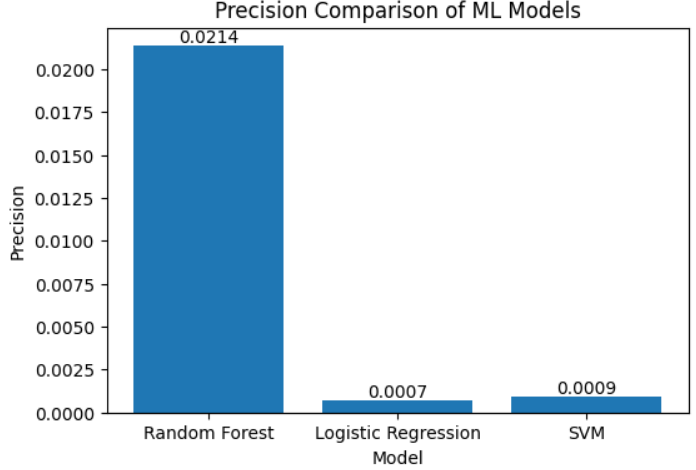 Precision Comparison of ML Models
0.0214
0.0200
0.0175
0.0150
0.0125
0.0100
0.0075
0.0050
0.0025
0.0000
Precision
0.0007
0.0009
Random Forest
Logistic Regression
SVM
Model